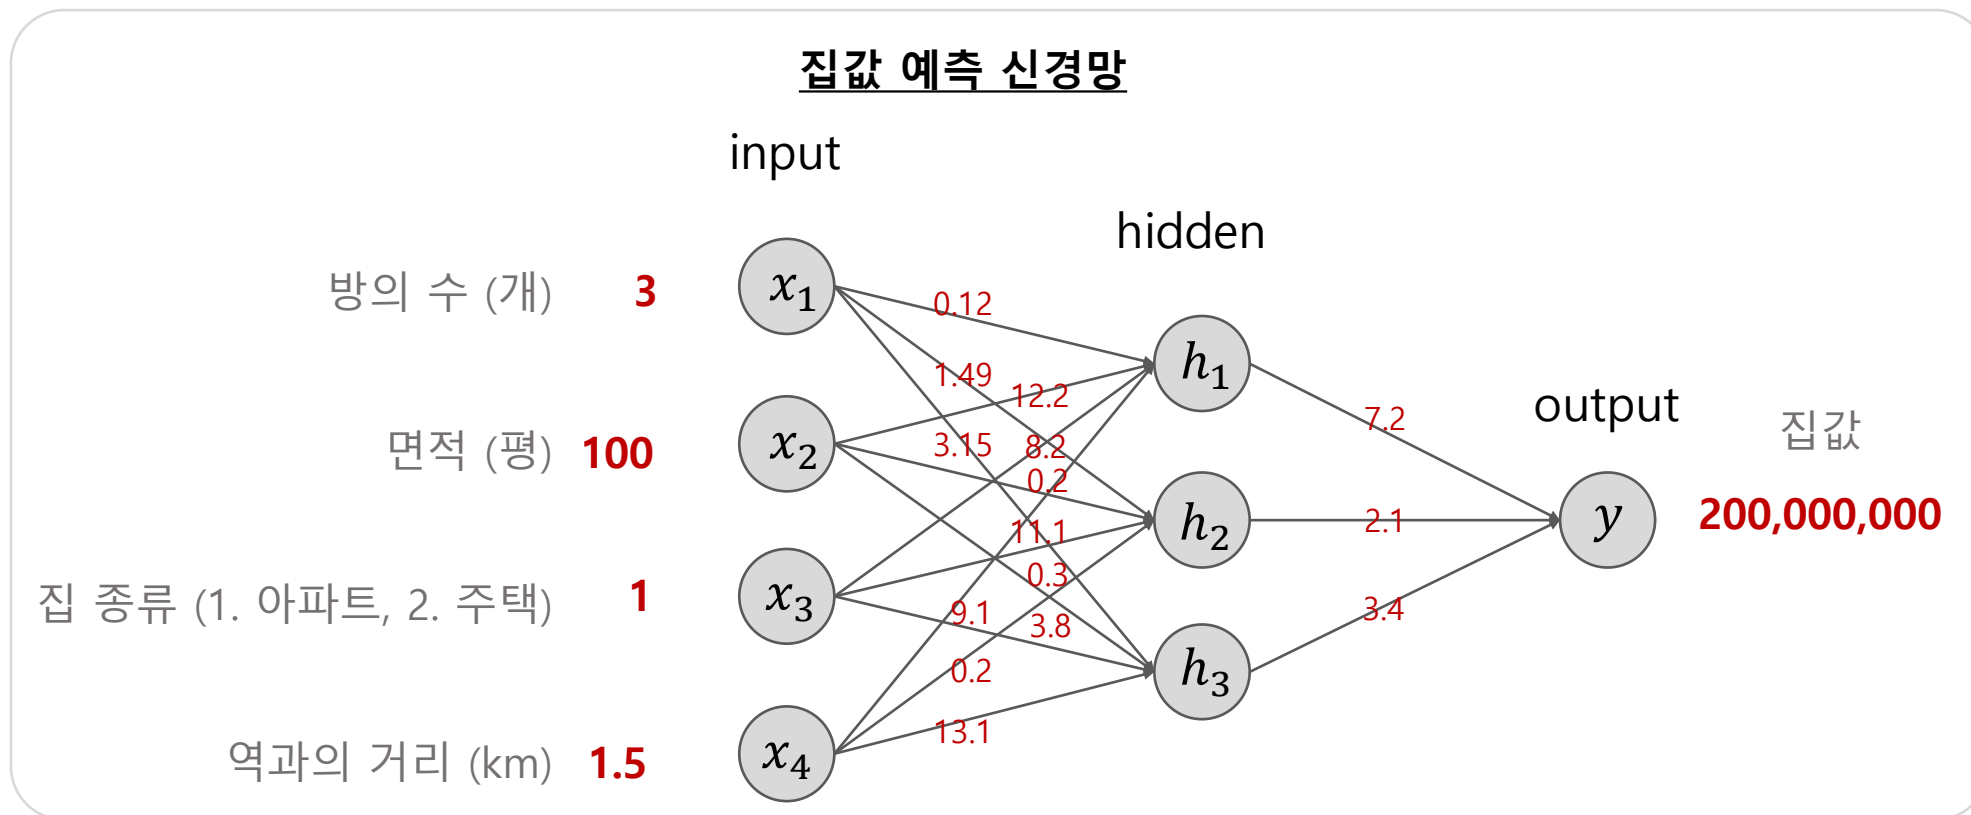 집값 예측 신경망
input
hidden
output
집값
방의 수 (개) 3
면적 (평) 100
집 종류 (1. 아파트, 2. 주택) 1
역과의 거리 (km) 1.5
x₁
x₂
x₃
x₄
0.12
1.49
12.2
3.15
8.2
0.2
11.1
0.3
9.1
3.8
0.2
13.1
h₁
h₂
h₃
7.2
2.1
3.4
y
200,000,000